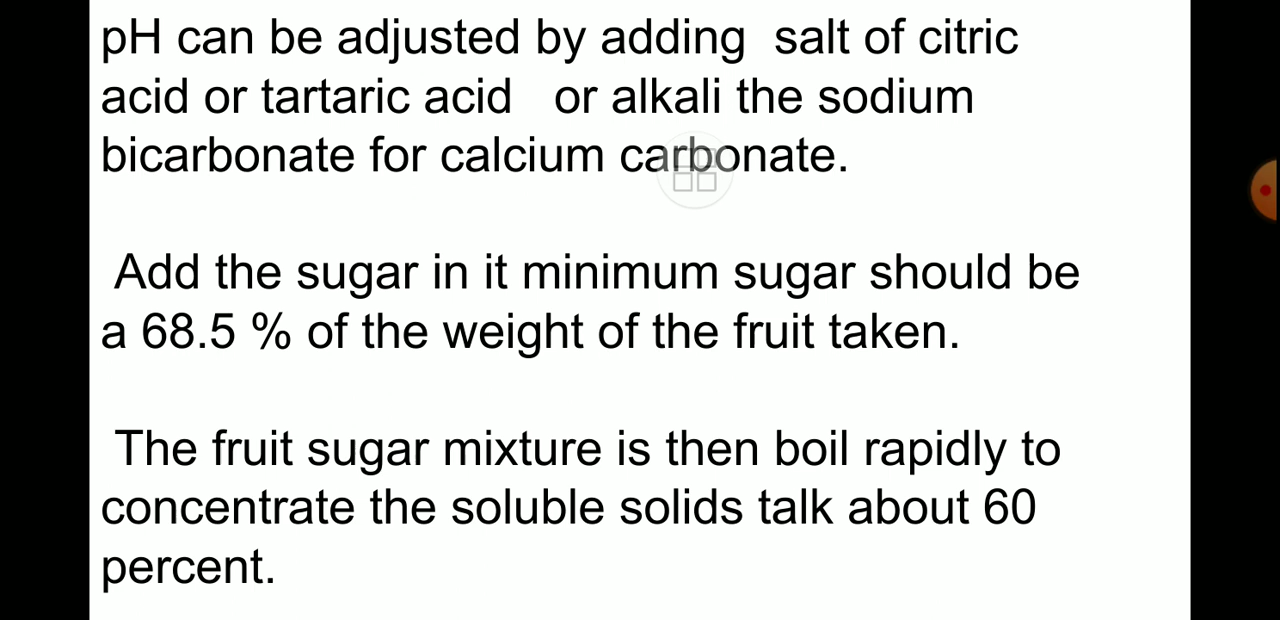 pH can be adjusted by adding salt of citric
acid or tartaric acid or alkali the sodium
bicarbonate for calcium carbonate.
Add the sugar in it minimum sugar should be
a 68.5 % of the weight of the fruit taken.
The fruit sugar mixture is then boil rapidly to
concentrate the soluble solids talk about 60
percent.